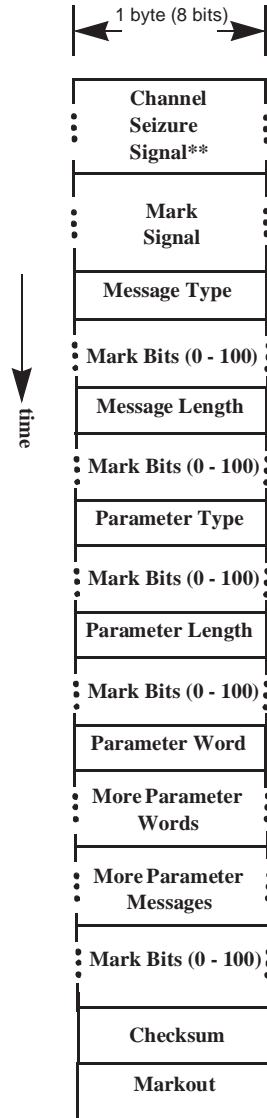 1 byte (8 bits)
Channel
Seizure
Signal**
Mark
Signal
Message Type
Mark Bits (0 - 100)
Message Length
time
Mark Bits (0 - 100)
Parameter Type
Mark Bits (0 - 100)
Parameter Length
Mark Bits (0 - 100)
Parameter Word
More Parameter
Words
More Parameter
Messages
Mark Bits (0 - 100)
Checksum
Markout